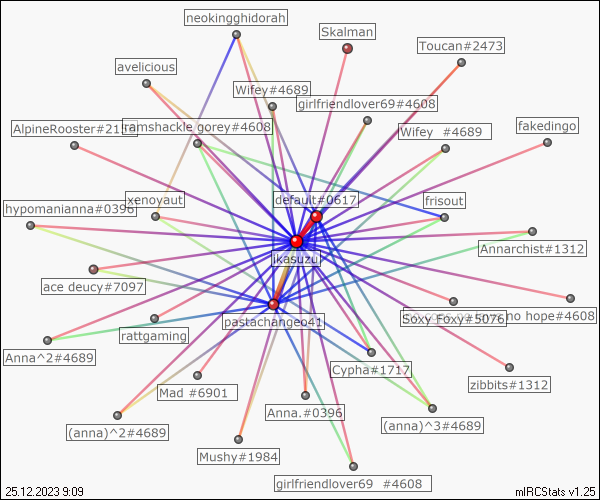 neokingghidorah
Skalman
Toucan#2473
avelicious
Wifey #4689
girlfriendlover69#4608
AlpineRooster#21
ramshackle gorey#4608
Wifey #4689
fakedingo
xenoyaut
default#0617
frisout
hypomanianna#0396
Annarchist#1312
ikasuzu
ace deucy#7097
pastachangeo41
Soxy Foxy#5076
no hope#4608
rattgaming
Anna^2#4689
Cypha#1717
zibbits#1312
Mad #6901
Anna.#0396
(anna)^2#4689
(anna)^3#4689
Mushy#1984
girlfriendlover69 #4608
25.12.2023 9:09
mIRCStats v1.25